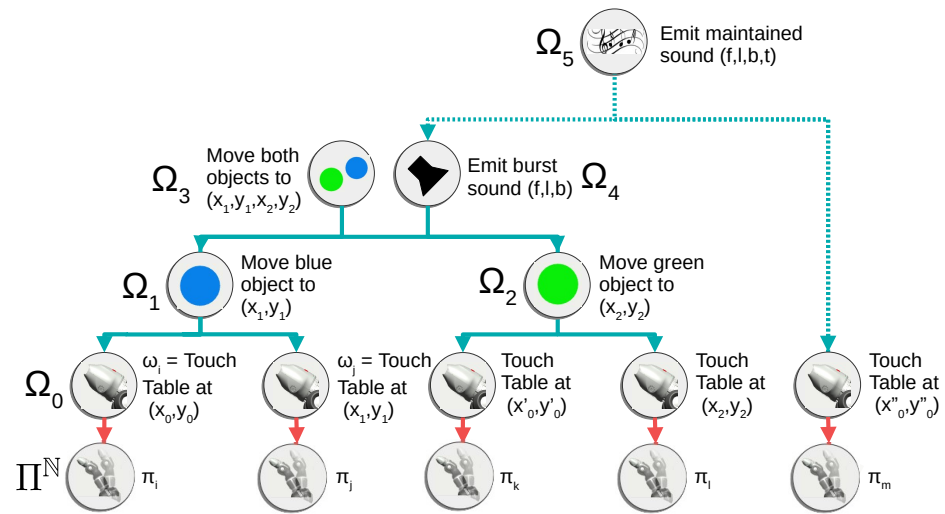 Ω₅
Emit maintained
sound (f,l,b,t)
Ω₃
Move both
objects to
(x₁,y₁,x₂,y₂)
Emit burst
sound (f,l,b)
Ω₄
Ω₁
Move blue
object to
(x₁,y₁)
Ω₂
Move green
object to
(x₂,y₂)
Ω₀
ωᵢ = Touch
Table at
(x₀,y₀)
ωⱼ = Touch
Table at
(x₁,y₁)
Touch
Table at
(x'₀,y'₀)
Touch
Table at
(x₂,y₂)
Touch
Table at
(x"₀,y"₀)
Πᴺ
πᵢ
πⱼ
πₖ
πₗ
πₘ